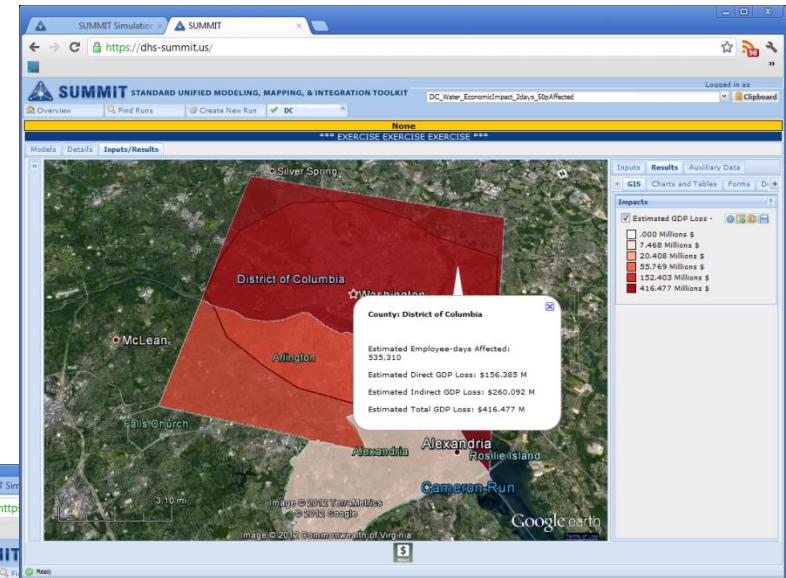 SUMMIT Simulation
SUMMIT
https://dhs-summit.us/
SUMMIT STANDARD UNIFIED MODELING, MAPPING, & INTEGRATION TOOLKIT
Logged in as
DC_Water_EconomicImpact_2days_50pAffected
Clipboard
Overview
Find Runs
Create New Run
DC
None
*** EXERCISE EXERCISE EXERCISE ***
Models
Details
Inputs/Results
Inputs
Results
Auxiliary Data
GIS
Charts and Tables
Forms
Impacts
Estimated GDP Loss -
.000 Millions $
7.468 Millions $
20.408 Millions $
55.769 Millions $
152.403 Millions $
416.477 Millions $
Silver Spring
District of Columbia
Washington
McLean
Arlington
Falls Church
County: District of Columbia
Estimated Employee-days Affected:
535,310
Estimated Direct GDP Loss: $156.385 M
Estimated Indirect GDP Loss: $260.092 M
Estimated Total GDP Loss: $416.477 M
Alexandria
Alexandria
Rosilie Island
Cameron Run
3.10 mi
Image © 2012 TerraMetrics
© 2012 Google
Image © 2012 Commonwealth of Virginia
Google earth
Terms of Use
Ready